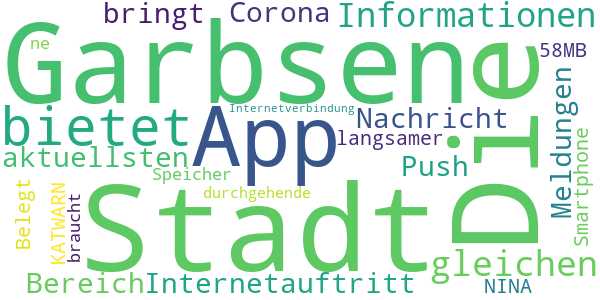 bringt
Corona
Informationen
ne
Garbsene
Die
58MB
Internetverbindung
bietet
App
Nachricht
Meldungen
langsamer
aktuellsten
Push
Smartphone
Speicher
durchgehende
Belegt
KATWARN
braucht
Stadt
gleichen
Bereich
Internetauftritt
NINA